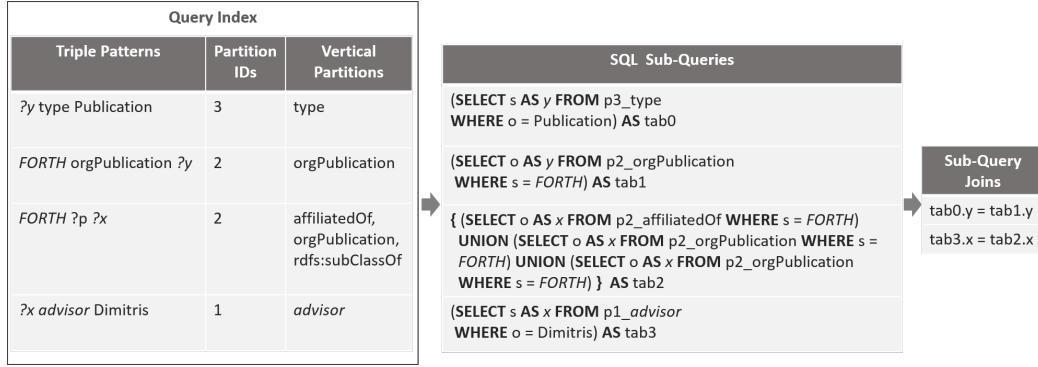 Query Index
Triple Patterns
Partition
IDs
Vertical
Partitions
?y type Publication
3
type
FORTH orgPublication ?y
2
orgPublication
FORTH ?p ?x
2
affiliatedOf,
orgPublication,
rdfs:subClassOf
?x advisor Dimitris
1
advisor
SQL Sub-Queries
(SELECT s AS y FROM p3_type
WHERE o = Publication) AS tab0
(SELECT o AS y FROM p2_orgPublication
WHERE s = FORTH) AS tab1
{ (SELECT o AS x FROM p2_affiliatedOf WHERE s = FORTH)
UNION (SELECT o AS x FROM p2_orgPublication WHERE s =
FORTH) UNION (SELECT o AS x FROM p2_orgPublication
WHERE s = FORTH) } AS tab2
(SELECT s AS x FROM p1_advisor
WHERE o = Dimitris) AS tab3
Sub-Query
Joins
tab0.y = tab1.y
tab3.x = tab2.x